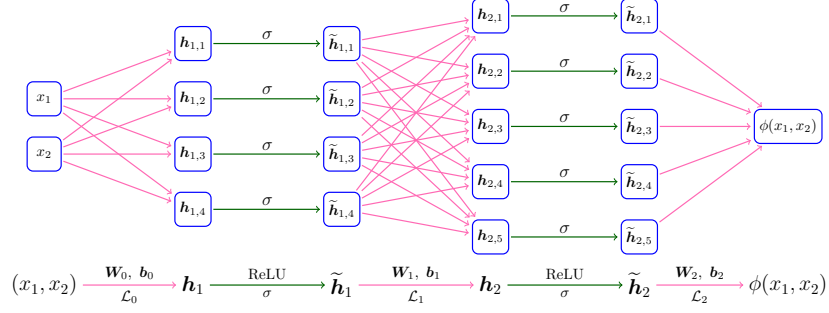 h_{2,1} σ h̃_{2,1}
h_{1,1} σ h̃_{1,1}
h_{2,2} σ h̃_{2,2}
x_1 h_{1,2} σ h̃_{1,2}
h_{2,3} σ h̃_{2,3} ϕ(x_1, x_2)
x_2 h_{1,3} σ h̃_{1,3}
h_{2,4} σ h̃_{2,4}
h_{1,4} σ h̃_{1,4}
h_{2,5} σ h̃_{2,5}
W_0, b_0 ReLU W_1, b_1 ReLU W_2, b_2
(x_1, x_2) h_1 h̃_1 h_2 h̃_2 ϕ(x_1, x_2)
ℒ_0 σ ℒ_1 σ ℒ_2